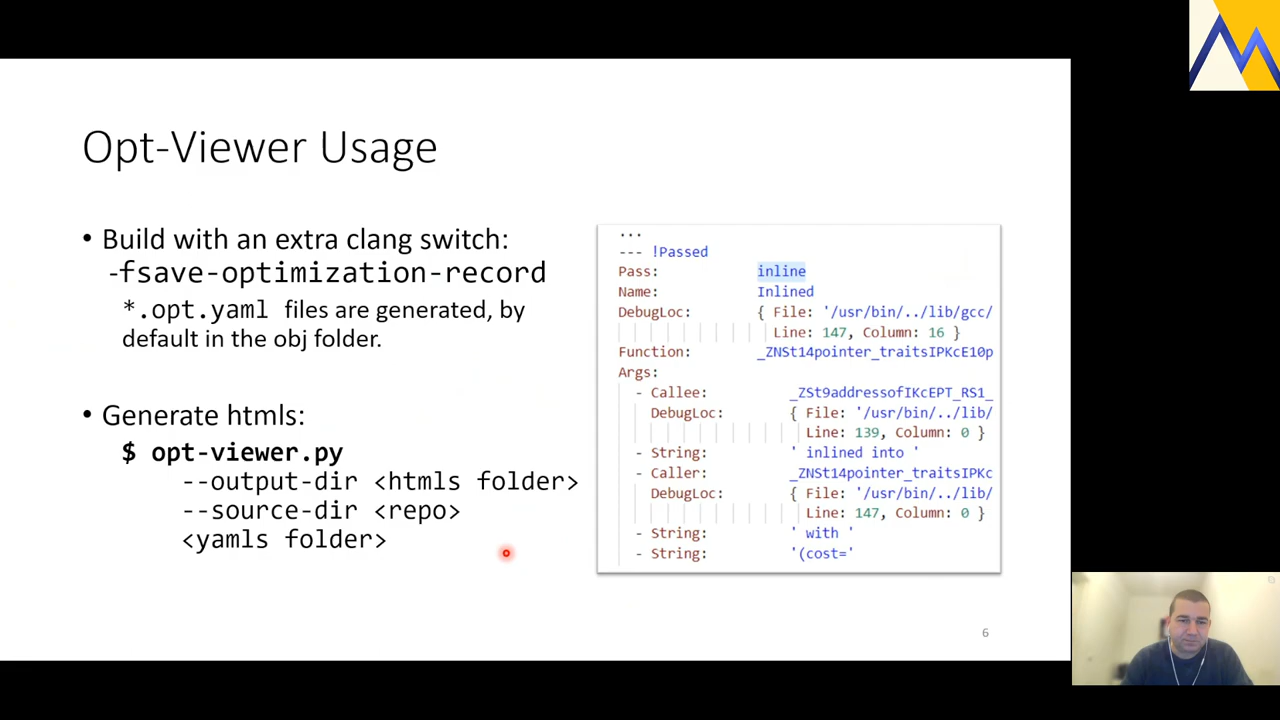 Opt-Viewer Usage
• Build with an extra clang switch:
-fsave-optimization-record
*.opt.yaml files are generated, by
default in the obj folder.
• Generate htmls:
$ opt-viewer.py
--output-dir <htmls folder>
--source-dir <repo>
<yamls folder>
...
--- !Passed
Pass: inline
Name: Inlined
DebugLoc: { File: '/usr/bin/../lib/gcc/
Line: 147, Column: 16 }
Function: _ZNSt14pointer_traitsIPKcE10p
Args:
- Callee: _ZSt9addressofIKcEPT_RS1_
DebugLoc: { File: '/usr/bin/../lib/
Line: 139, Column: 0 }
- String: ' inlined into '
- Caller: _ZNSt14pointer_traitsIPKc
DebugLoc: { File: '/usr/bin/../lib/
Line: 147, Column: 0 }
- String: ' with '
- String: '(cost='
6